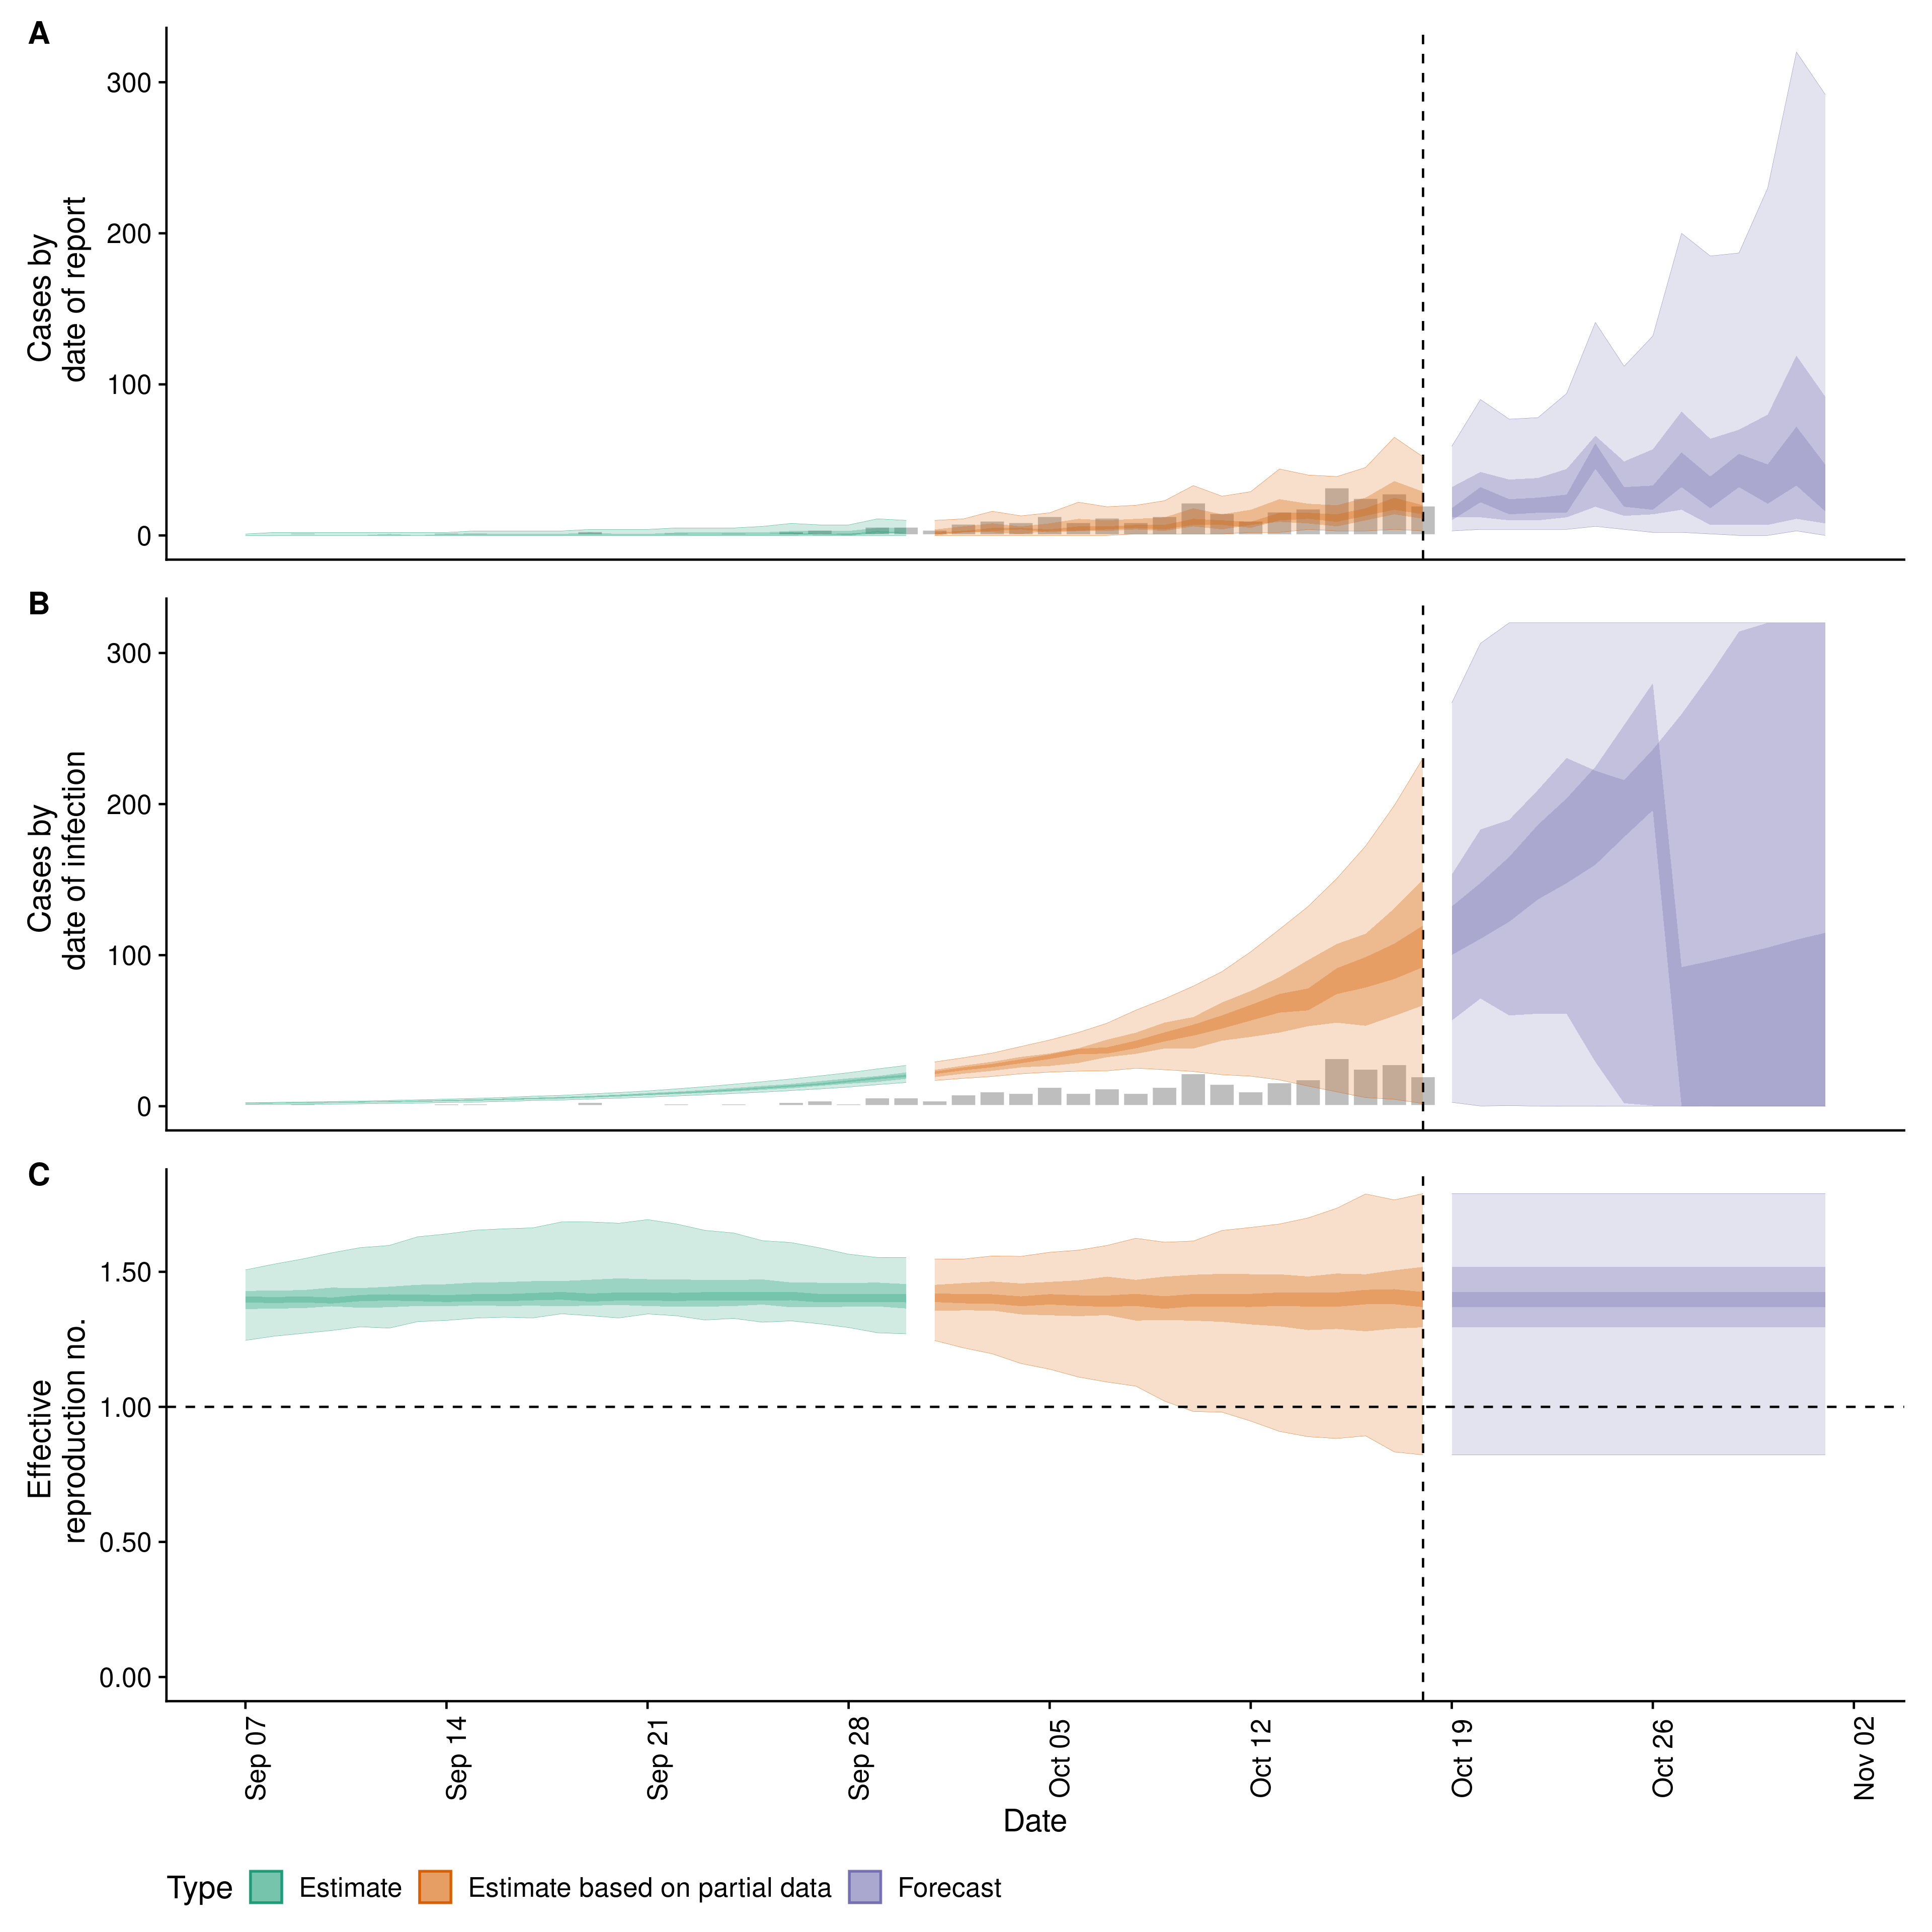 A
Cases by
date of report
300
200
100
0
B
Cases by
date of infection
300
200
100
0
C
Effective
reproduction no.
1.50
1.00
0.50
0.00
Sep 07
Sep 14
Sep 21
Sep 28
Oct 05
Oct 12
Oct 19
Oct 26
Nov 02
Date
Type
Estimate
Estimate based on partial data
Forecast